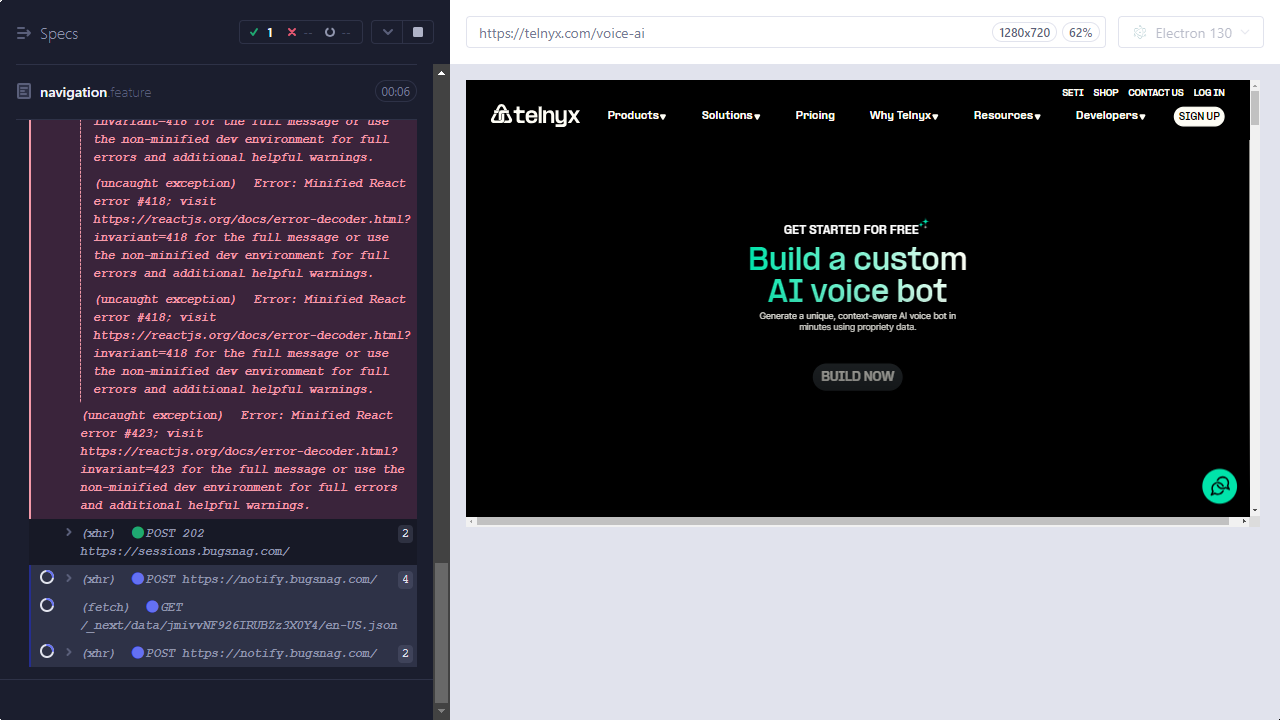 Specs
1
--
--
navigation.feature
00:06
invariant=418 for the full message or use
the non-minified dev environment for full
errors and additional helpful warnings.
(uncaught exception) Error: Minified React
error #418; visit
https://reactjs.org/docs/error-decoder.html?
invariant=418 for the full message or use
the non-minified dev environment for full
errors and additional helpful warnings.
(uncaught exception) Error: Minified React
error #418; visit
https://reactjs.org/docs/error-decoder.html?
invariant=418 for the full message or use
the non-minified dev environment for full
errors and additional helpful warnings.
(uncaught exception) Error: Minified React
error #423; visit
https://reactjs.org/docs/error-decoder.html?
invariant=423 for the full message or use the
non-minified dev environment for full errors
and additional helpful warnings.
(xhr) POST 202
https://sessions.bugsnag.com/
2
(xhr) POST https://notify.bugsnag.com/
4
(fetch) GET
/_next/data/jmivvNF926IRUBZz3X0Y4/en-US.json
(xhr) POST https://notify.bugsnag.com/
2
https://telnyx.com/voice-ai
1280x720
62%
Electron 130
SETI SHOP CONTACT US LOG IN
telnyx
Products Solutions Pricing Why Telnyx Resources Developers SIGN UP
GET STARTED FOR FREE
Build a custom
AI voice bot
Generate a unique, context-aware AI voice bot in
minutes using propriety data.
BUILD NOW